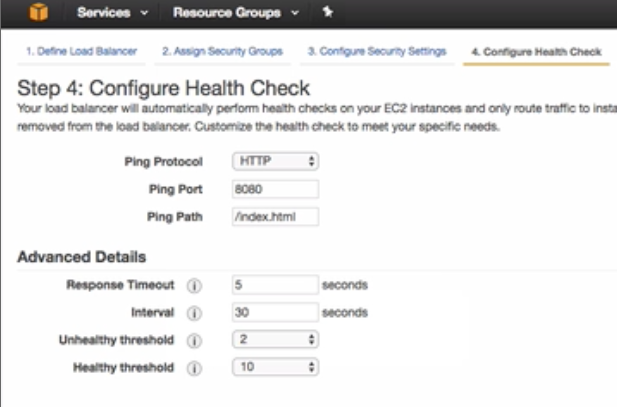 Services Resource Groups
1. Define Load Balancer 2. Assign Security Groups 3. Configure Security Settings 4. Configure Health Check
Step 4: Configure Health Check
Your load balancer will automatically perform health checks on your EC2 instances and only route traffic to insta
removed from the load balancer. Customize the health check to meet your specific needs.
Ping Protocol HTTP
Ping Port 8080
Ping Path /index.html
Advanced Details
Response Timeout i 5 seconds
Interval i 30 seconds
Unhealthy threshold i 2
Healthy threshold i 10